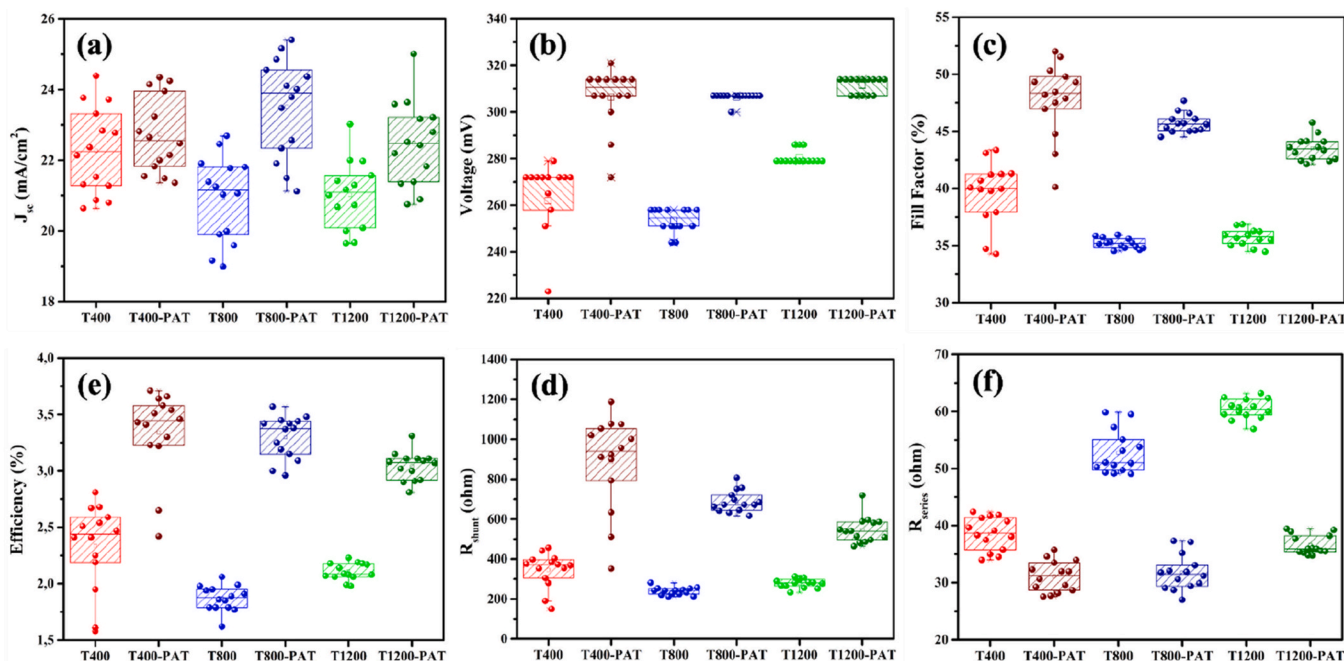 (a)
J_sc (mA/cm²)
26
24
22
20
18
T400 T400-PAT T800 T800-PAT T1200 T1200-PAT
(b)
Voltage (mV)
320
300
280
260
240
220
T400 T400-PAT T800 T800-PAT T1200 T1200-PAT
(c)
Fill Factor (%)
55
50
45
40
35
30
T400 T400-PAT T800 T800-PAT T1200 T1200-PAT
(e)
Efficiency (%)
4,0
3,5
3,0
2,5
2,0
1,5
T400 T400-PAT T800 T800-PAT T1200 T1200-PAT
(d)
R_shunt (ohm)
1400
1200
1000
800
600
400
200
0
T400 T400-PAT T800 T800-PAT T1200 T1200-PAT
(f)
R_series (ohm)
70
60
50
40
30
20
T400 T400-PAT T800 T800-PAT T1200 T1200-PAT